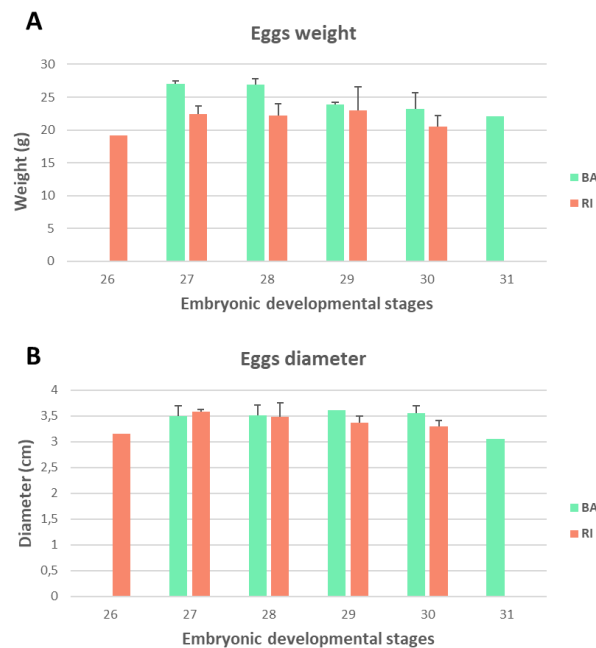 A
Eggs weight
30
25
20
15
10
5
0
Weight (g)
26 27 28 29 30 31
Embryonic developmental stages
BA
RI
B
Eggs diameter
4
3,5
3
2,5
2
1,5
1
0,5
0
Diameter (cm)
26 27 28 29 30 31
Embryonic developmental stages
BA
RI